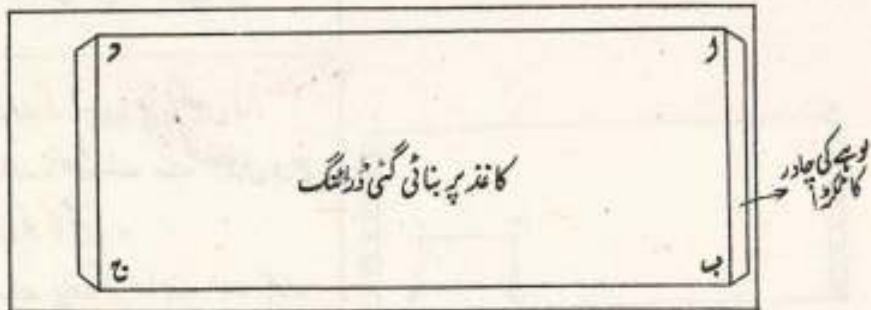 د
ا
کاغذ پر بنائی گئی ڈرائنگ
لوہے کی چادر
کا ٹکڑا
ج
ب